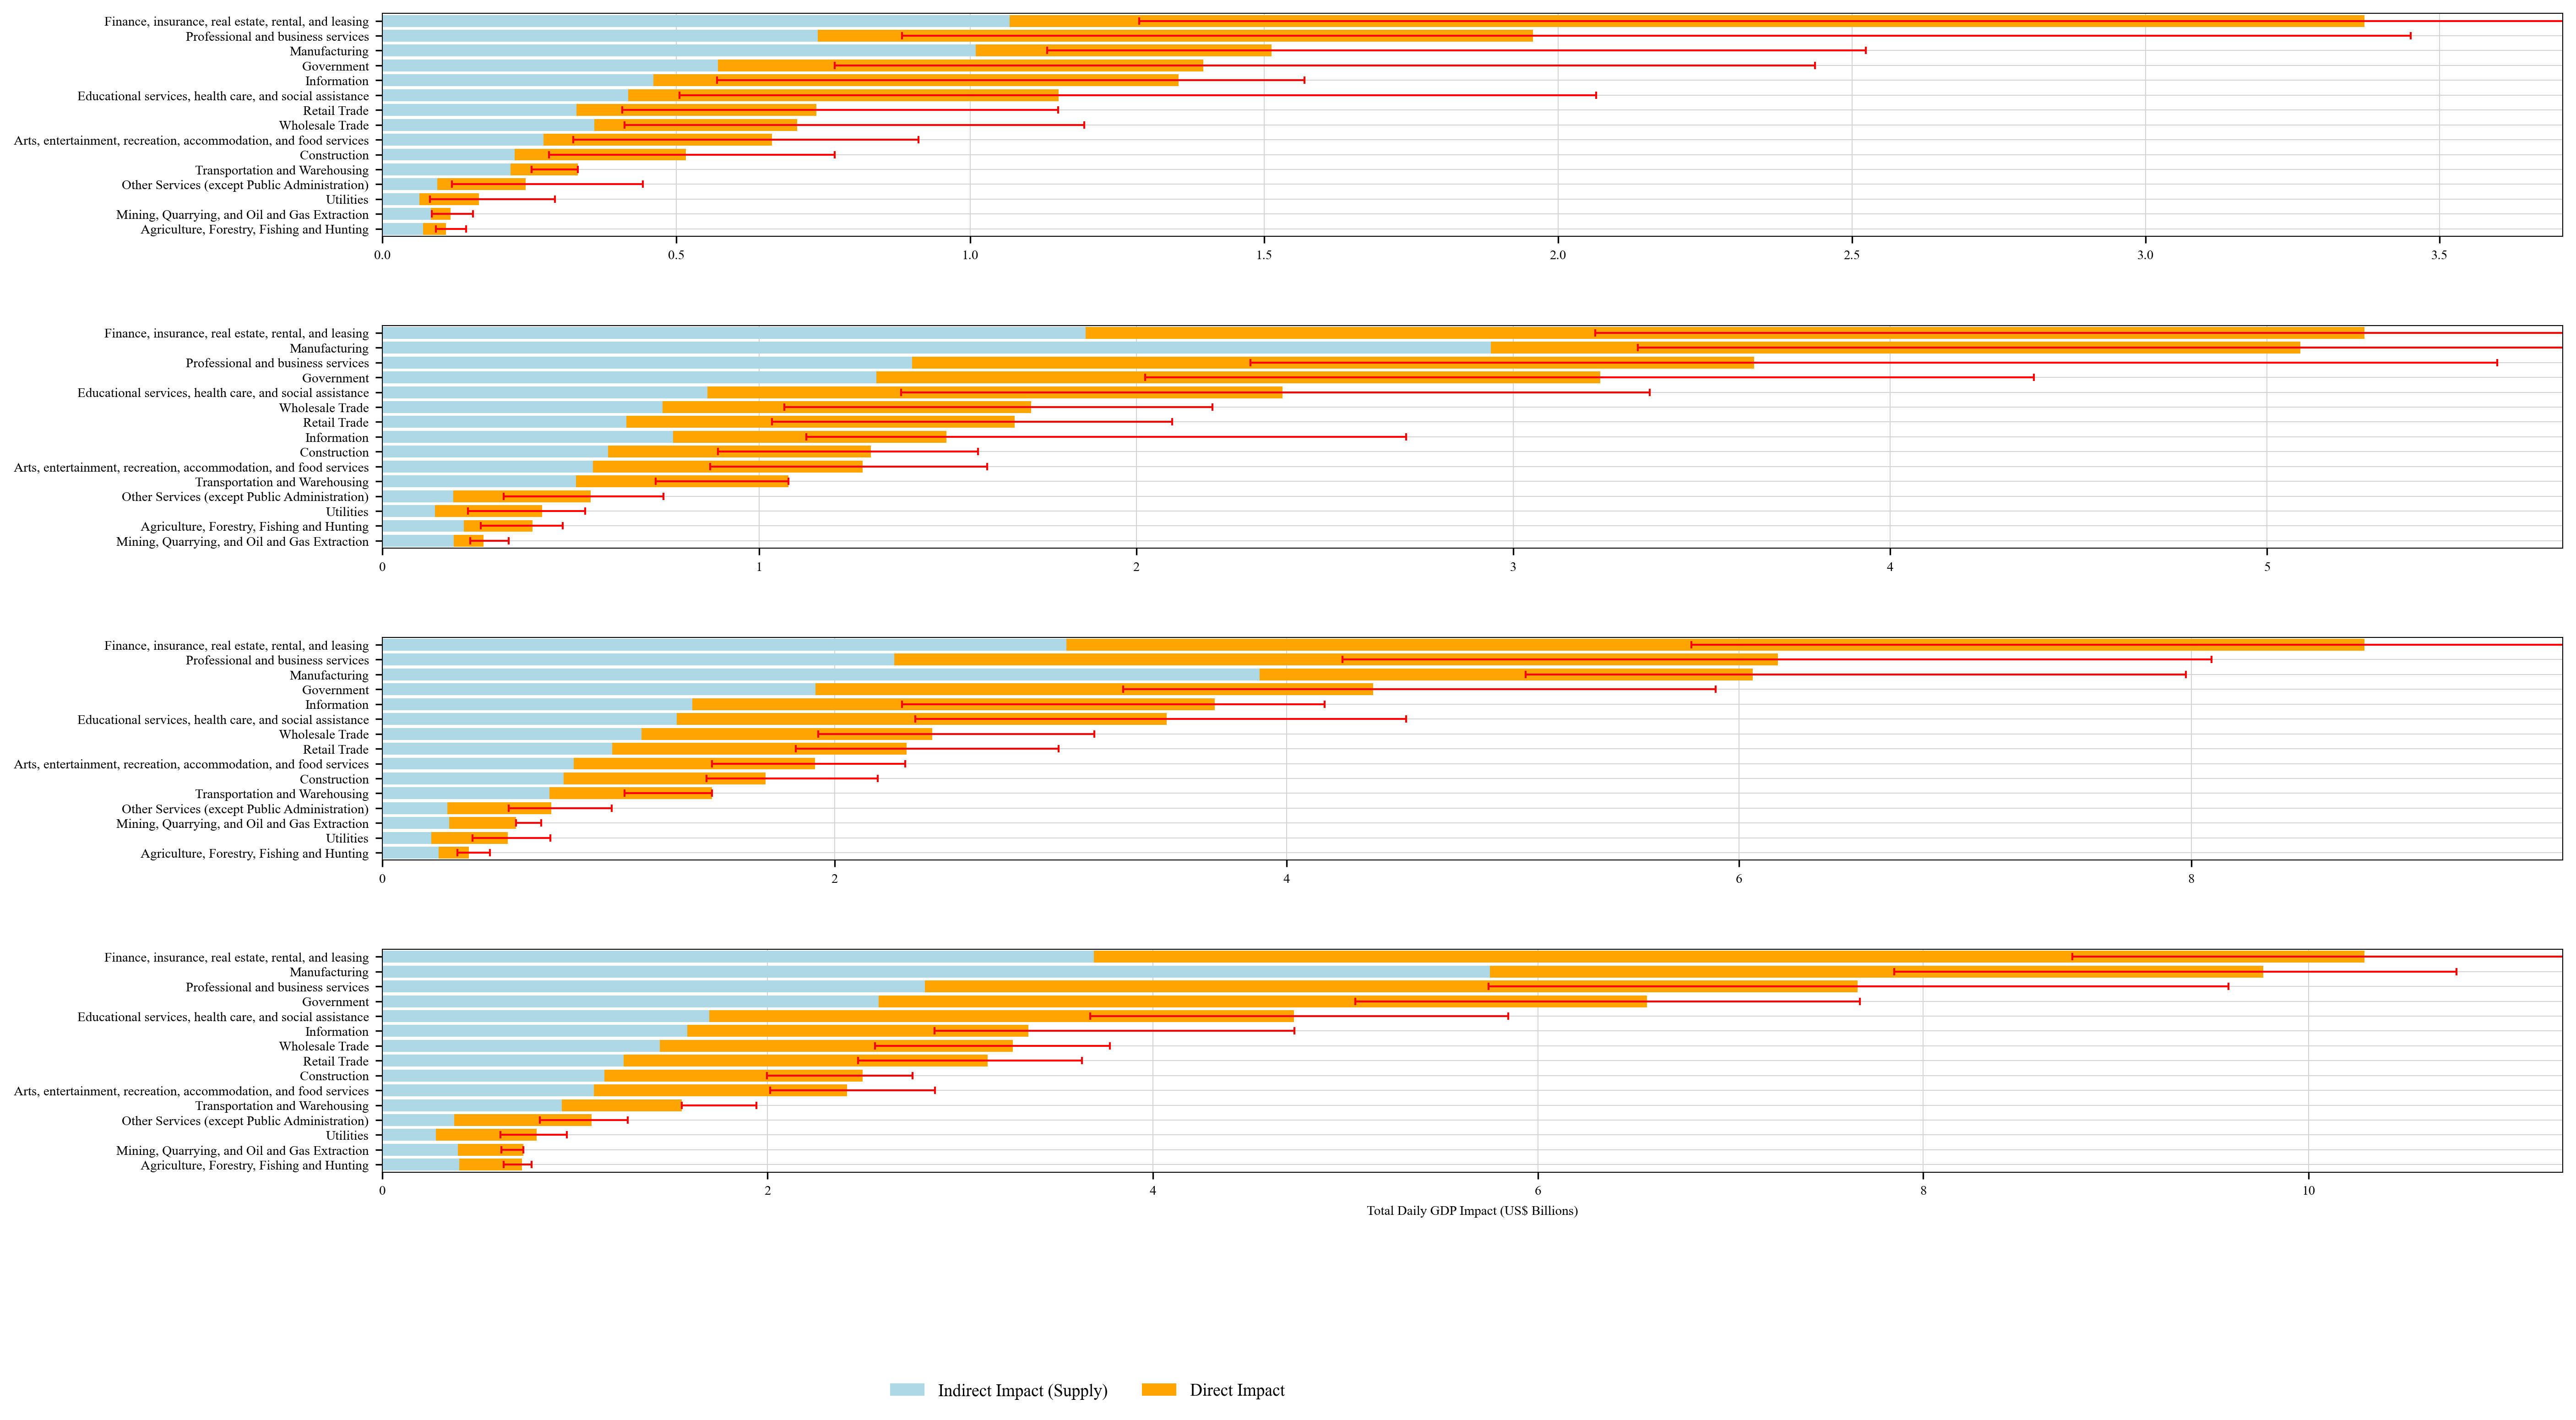 Finance, insurance, real estate, rental, and leasing
Professional and business services
Manufacturing
Government
Information
Educational services, health care, and social assistance
Retail Trade
Wholesale Trade
Arts, entertainment, recreation, accommodation, and food services
Construction
Transportation and Warehousing
Other Services (except Public Administration)
Utilities
Mining, Quarrying, and Oil and Gas Extraction
Agriculture, Forestry, Fishing and Hunting
0.0 0.5 1.0 1.5 2.0 2.5 3.0 3.5
Finance, insurance, real estate, rental, and leasing
Manufacturing
Professional and business services
Government
Educational services, health care, and social assistance
Wholesale Trade
Retail Trade
Information
Construction
Arts, entertainment, recreation, accommodation, and food services
Transportation and Warehousing
Other Services (except Public Administration)
Utilities
Agriculture, Forestry, Fishing and Hunting
Mining, Quarrying, and Oil and Gas Extraction
0 1 2 3 4 5
Finance, insurance, real estate, rental, and leasing
Professional and business services
Manufacturing
Government
Information
Educational services, health care, and social assistance
Wholesale Trade
Retail Trade
Arts, entertainment, recreation, accommodation, and food services
Construction
Transportation and Warehousing
Other Services (except Public Administration)
Mining, Quarrying, and Oil and Gas Extraction
Utilities
Agriculture, Forestry, Fishing and Hunting
0 2 4 6 8
Finance, insurance, real estate, rental, and leasing
Manufacturing
Professional and business services
Government
Educational services, health care, and social assistance
Information
Wholesale Trade
Retail Trade
Construction
Arts, entertainment, recreation, accommodation, and food services
Transportation and Warehousing
Other Services (except Public Administration)
Utilities
Mining, Quarrying, and Oil and Gas Extraction
Agriculture, Forestry, Fishing and Hunting
0 2 4 6 8 10
Total Daily GDP Impact (US$ Billions)
Indirect Impact (Supply) Direct Impact